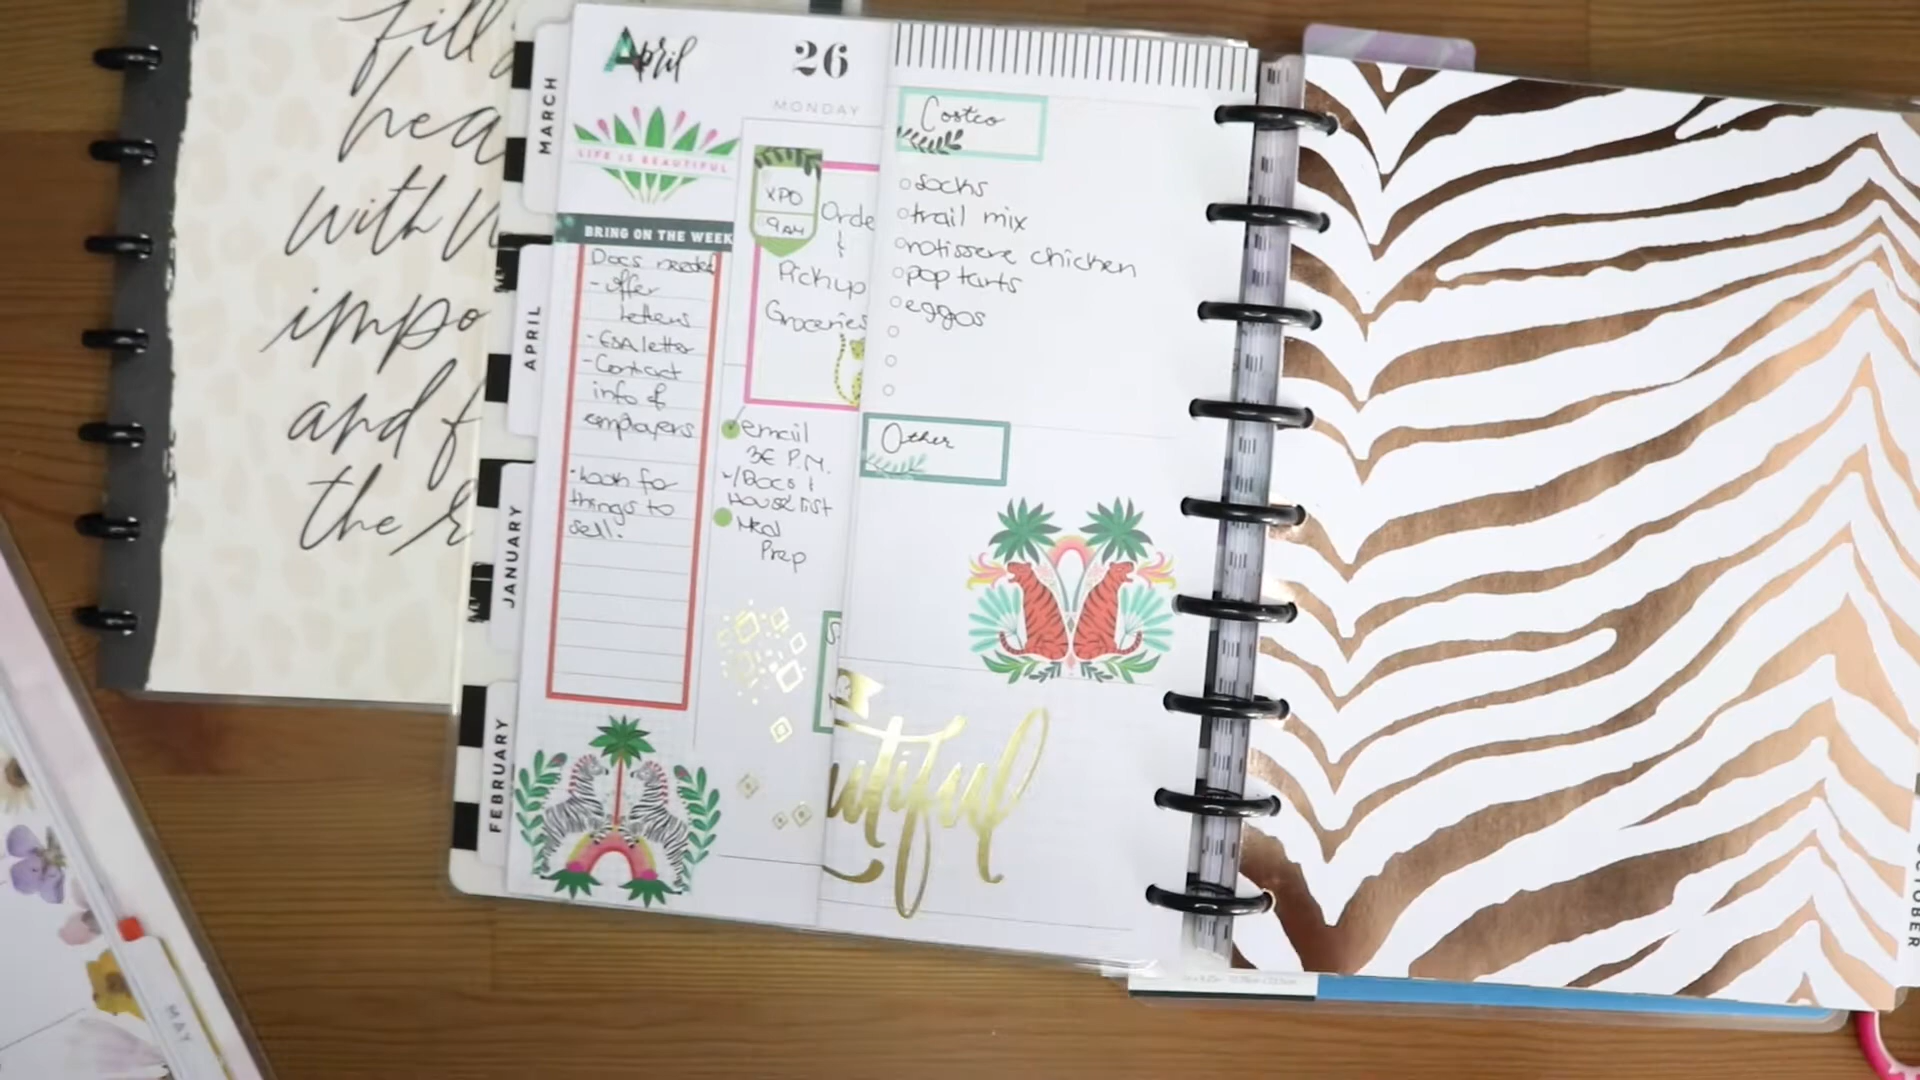 fill
hea
with
impo
and f
the
MARCH
APRIL
JANUARY
FEBRUARY
April
26
MONDAY
LIFE IS BEAUTIFUL
BRING ON THE WEEK
Docs needed
- offer
letters
- ESA letter
- Contact
info of
employers
- Look for
things to
sell.
XPO
9AM
Orde
&
Pickup
Groceries
email
P.M.
w/Docs &
House list
Meal
Prep
Costco
socks
trail mix
rotissere chicken
pop tarts
eggos
Other
utiful
MAY
OCTOBER